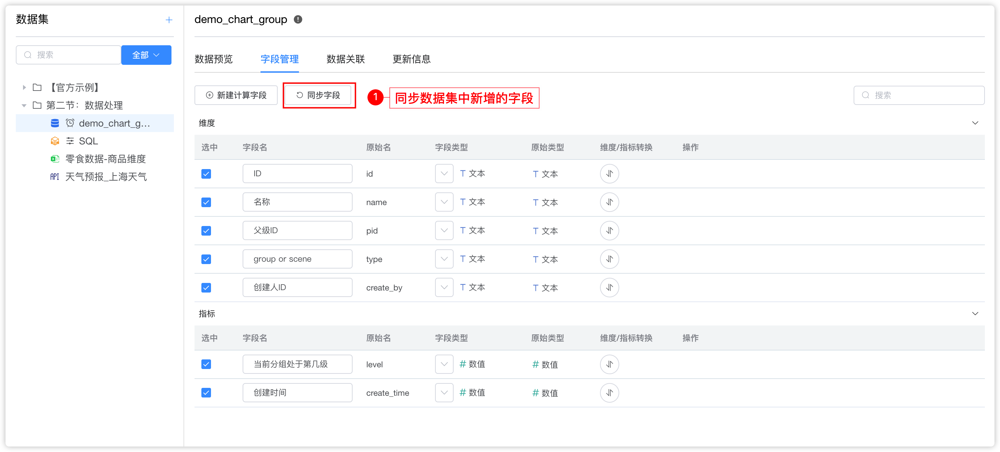 数据集
搜索
全部
【官方示例】
第二节：数据处理
demo_chart_g...
SQL
零食数据-商品维度
API 天气预报_上海天气
demo_chart_group
数据预览 字段管理 数据关联 更新信息
新建计算字段 同步字段 1 同步数据集中新增的字段 搜索
维度
选中 字段名 原始名 字段类型 原始类型 维度/指标转换 操作
ID id T 文本 T 文本
名称 name T 文本 T 文本
父级ID pid T 文本 T 文本
group or scene type T 文本 T 文本
创建人ID create_by T 文本 T 文本
指标
选中 字段名 原始名 字段类型 原始类型 维度/指标转换 操作
当前分组处于第几级 level # 数值 # 数值
创建时间 create_time # 数值 # 数值